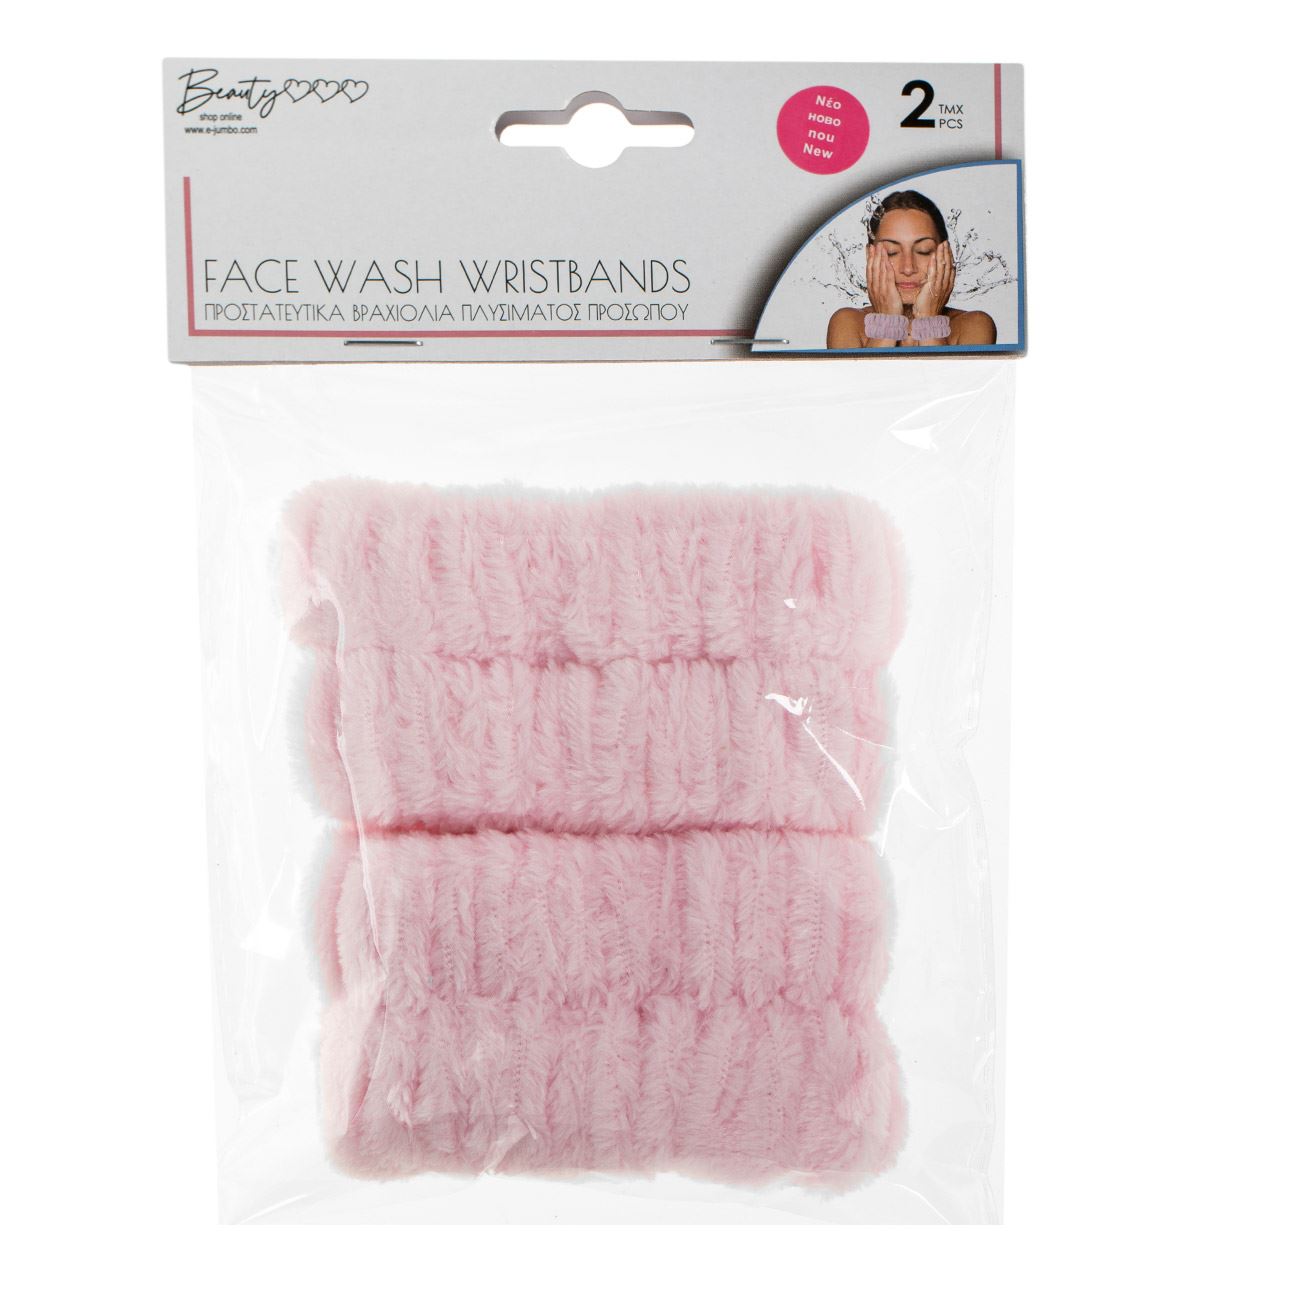 Beauty
shop online
www.e-jumbo.com
Νέο
НОВО
nou
New
2 ΤΜΧ
PCS
FACE WASH WRISTBANDS
ΠΡΟΣΤΑΤΕΥΤΙΚΑ ΒΡΑΧΙΟΛΙΑ ΠΛΥΣΙΜΑΤΟΣ ΠΡΟΣΩΠΟΥ